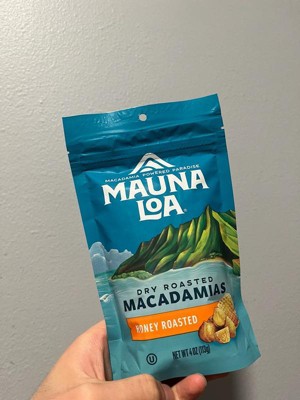 MACADAMIA POWERED PARADISE
MAUNA
LOA®
DRY ROASTED
MACADAMIAS
HONEY ROASTED
U
NET WT 4 OZ (113g)